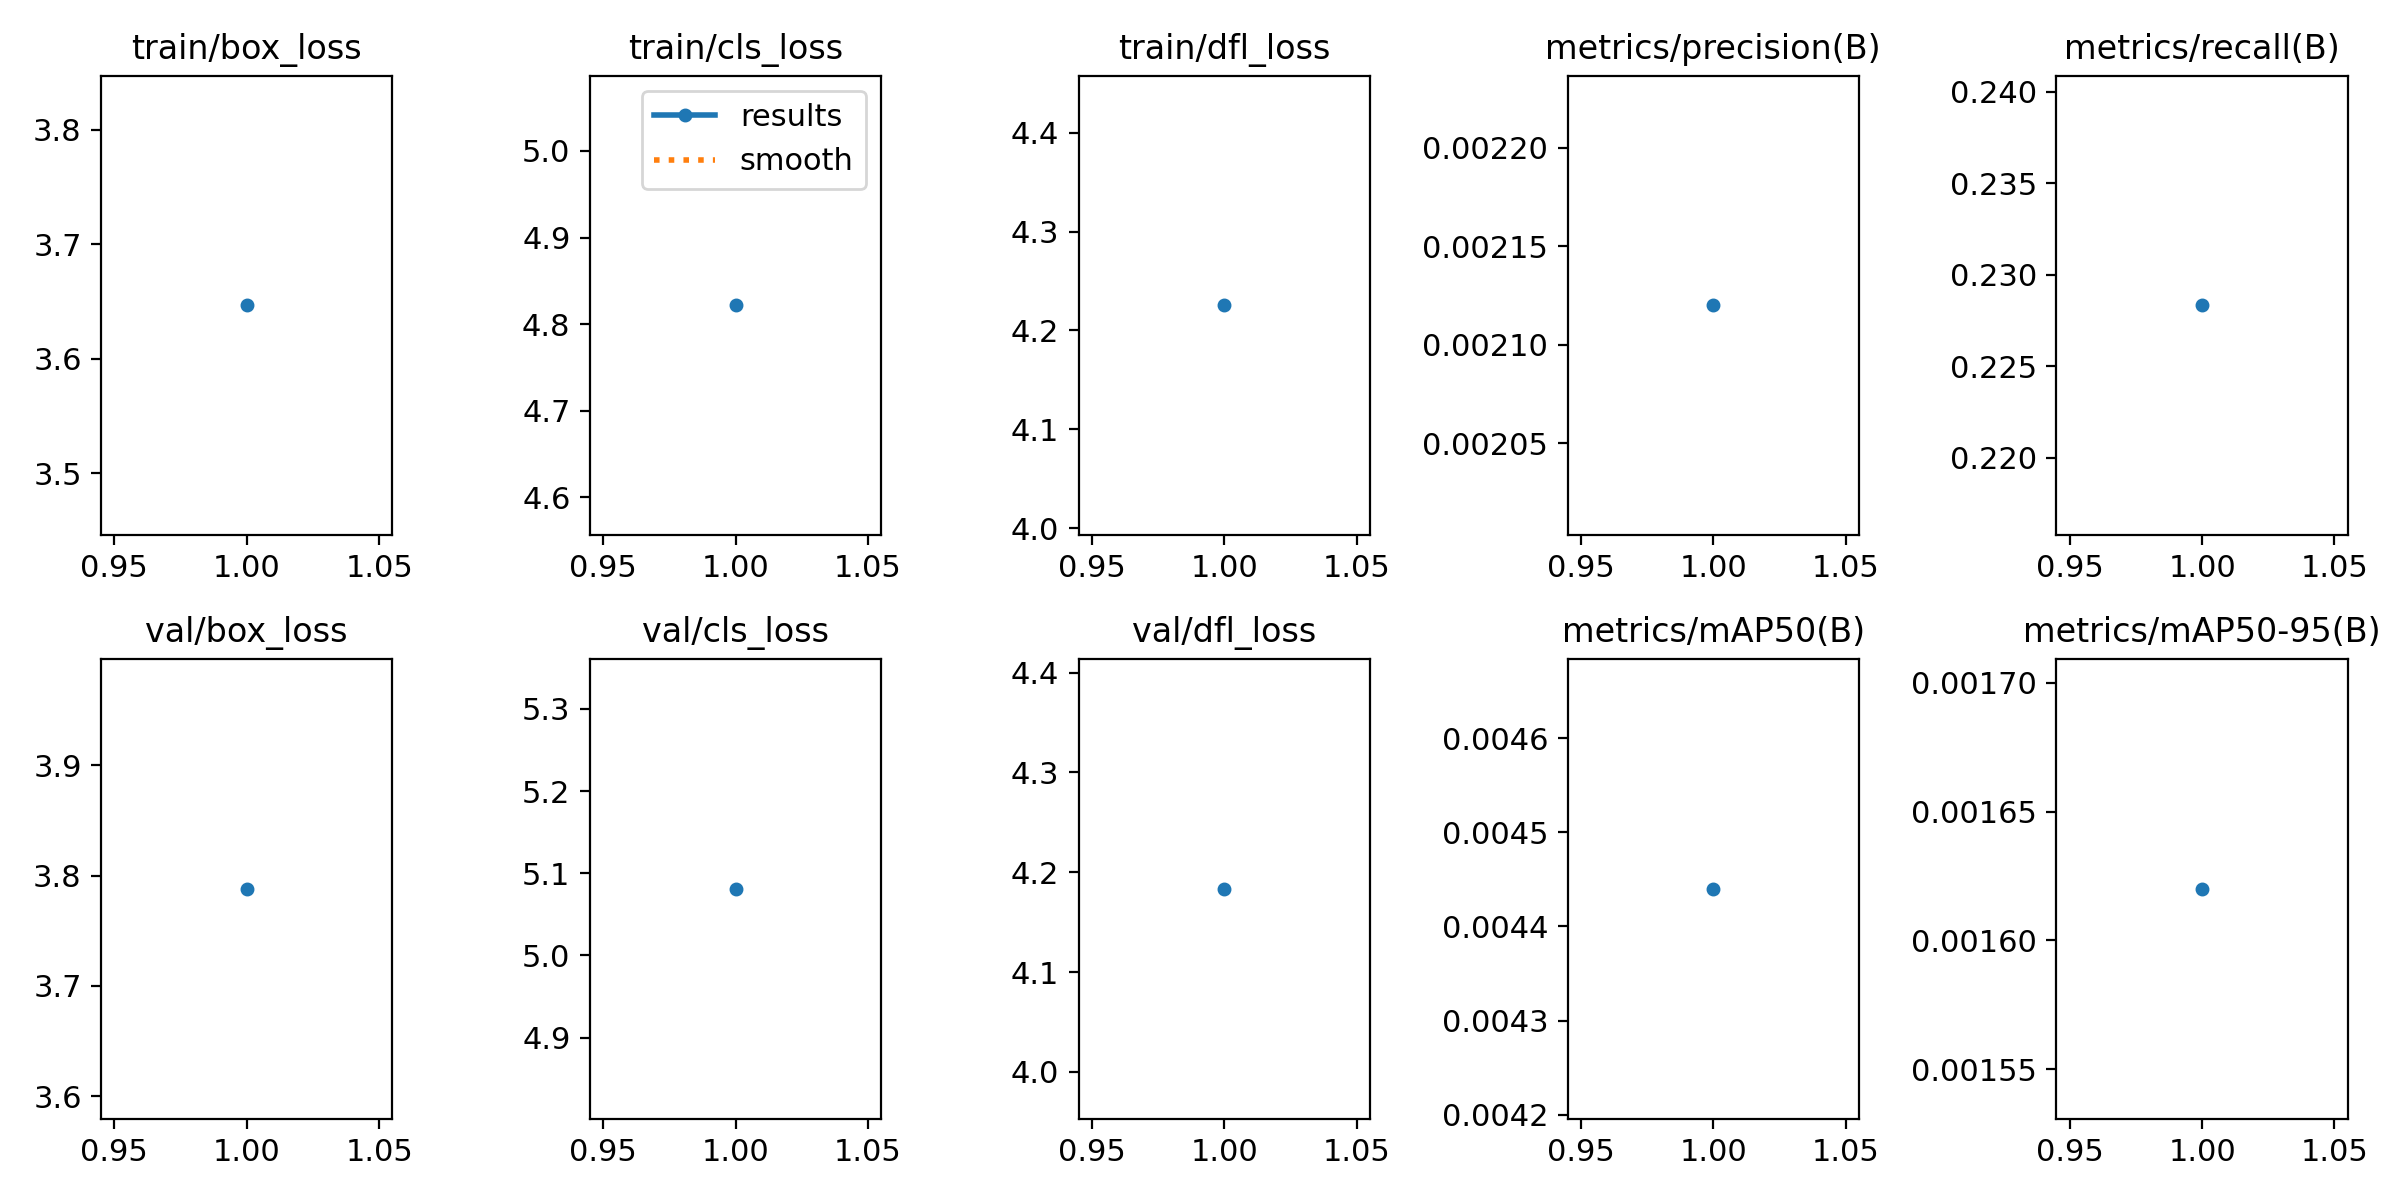 train/box_loss
3.8
3.7
3.6
3.5
0.95 1.00 1.05
train/cls_loss
results
smooth
5.0
4.9
4.8
4.7
4.6
0.95 1.00 1.05
train/dfl_loss
4.4
4.3
4.2
4.1
4.0
0.95 1.00 1.05
metrics/precision(B)
0.00220
0.00215
0.00210
0.00205
0.95 1.00 1.05
metrics/recall(B)
0.240
0.235
0.230
0.225
0.220
0.95 1.00 1.05
val/box_loss
3.9
3.8
3.7
3.6
0.95 1.00 1.05
val/cls_loss
5.3
5.2
5.1
5.0
4.9
0.95 1.00 1.05
val/dfl_loss
4.4
4.3
4.2
4.1
4.0
0.95 1.00 1.05
metrics/mAP50(B)
0.0046
0.0045
0.0044
0.0043
0.0042
0.95 1.00 1.05
metrics/mAP50-95(B)
0.00170
0.00165
0.00160
0.00155
0.95 1.00 1.05